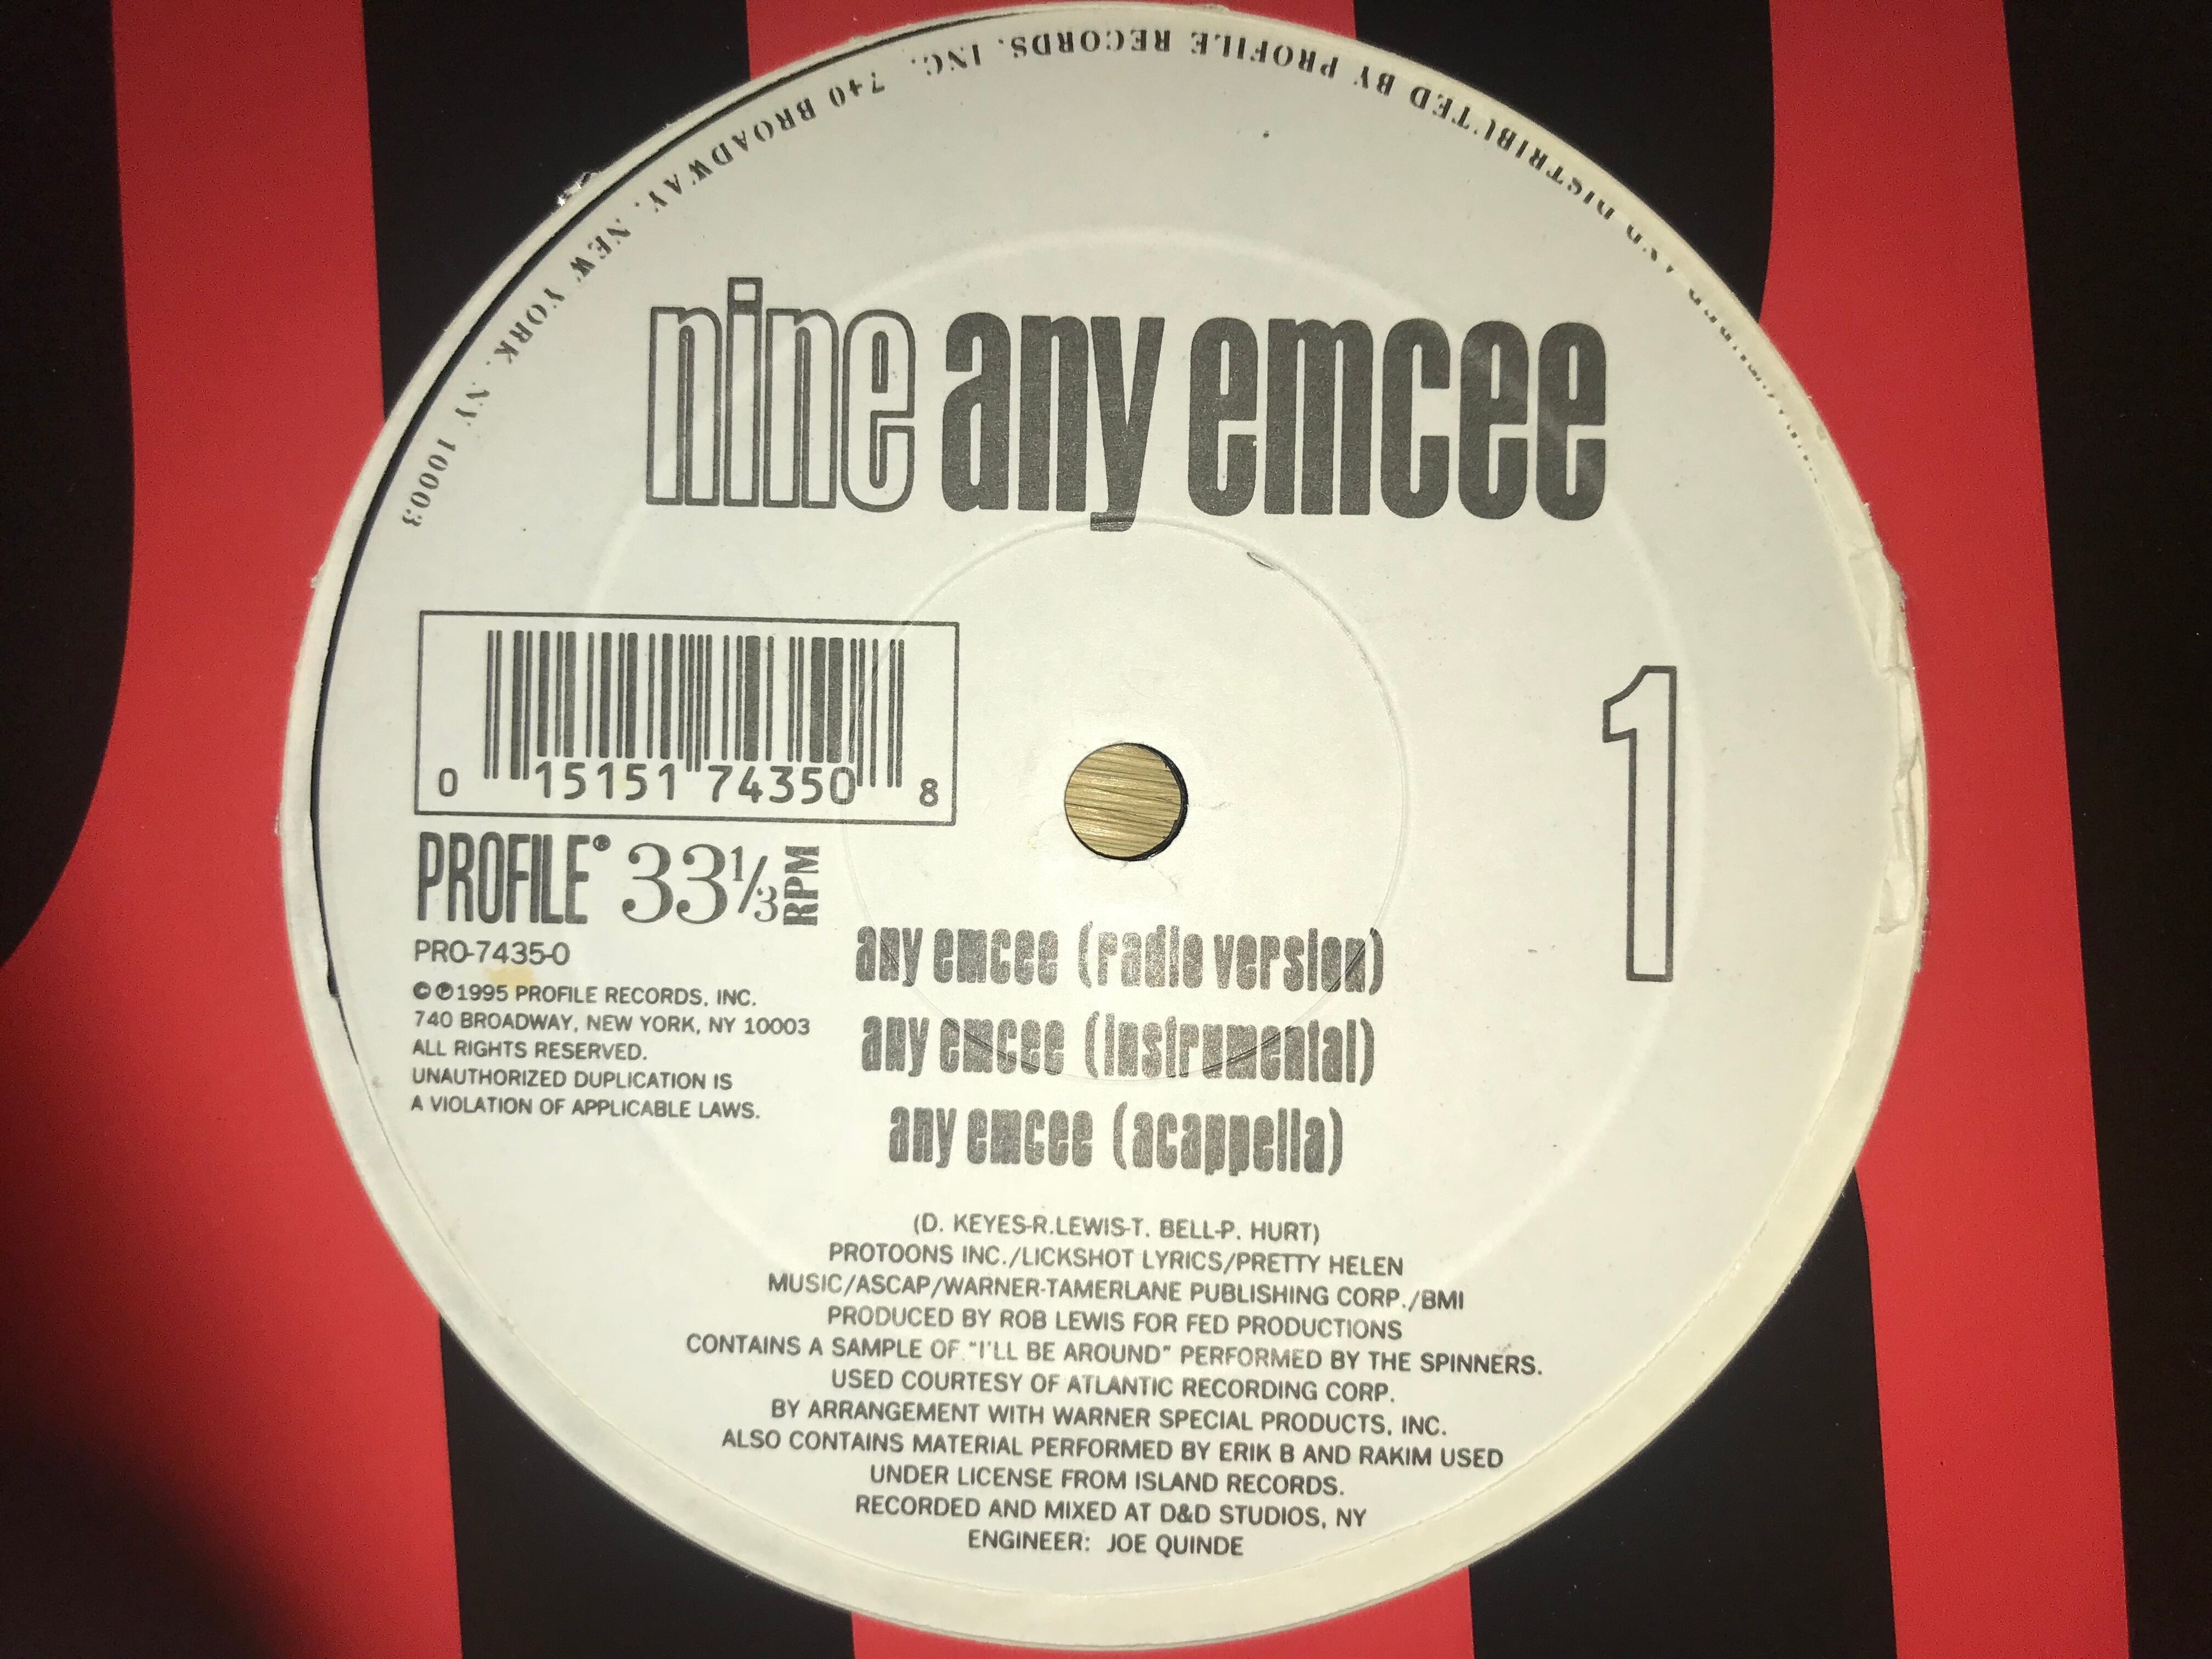 DISTRIBUTED BY PROFILE RECORDS, INC. 740 BROADWAY, NEW YORK, NY 10003
nine any emcee
0 15151 74350 8
1
PROFILE® 33 1/3 RPM
PRO-7435-0
©℗1995 PROFILE RECORDS, INC.
740 BROADWAY, NEW YORK, NY 10003
ALL RIGHTS RESERVED.
UNAUTHORIZED DUPLICATION IS
A VIOLATION OF APPLICABLE LAWS.
any emcee (radio version)
any emcee (instrumental)
any emcee (acappella)
(D. KEYES-R.LEWIS-T. BELL-P. HURT)
PROTOONS INC./LICKSHOT LYRICS/PRETTY HELEN
MUSIC/ASCAP/WARNER-TAMERLANE PUBLISHING CORP./BMI
PRODUCED BY ROB LEWIS FOR FED PRODUCTIONS
CONTAINS A SAMPLE OF "I'LL BE AROUND" PERFORMED BY THE SPINNERS.
USED COURTESY OF ATLANTIC RECORDING CORP.
BY ARRANGEMENT WITH WARNER SPECIAL PRODUCTS, INC.
ALSO CONTAINS MATERIAL PERFORMED BY ERIK B AND RAKIM USED
UNDER LICENSE FROM ISLAND RECORDS.
RECORDED AND MIXED AT D&D STUDIOS, NY
ENGINEER: JOE QUINDE